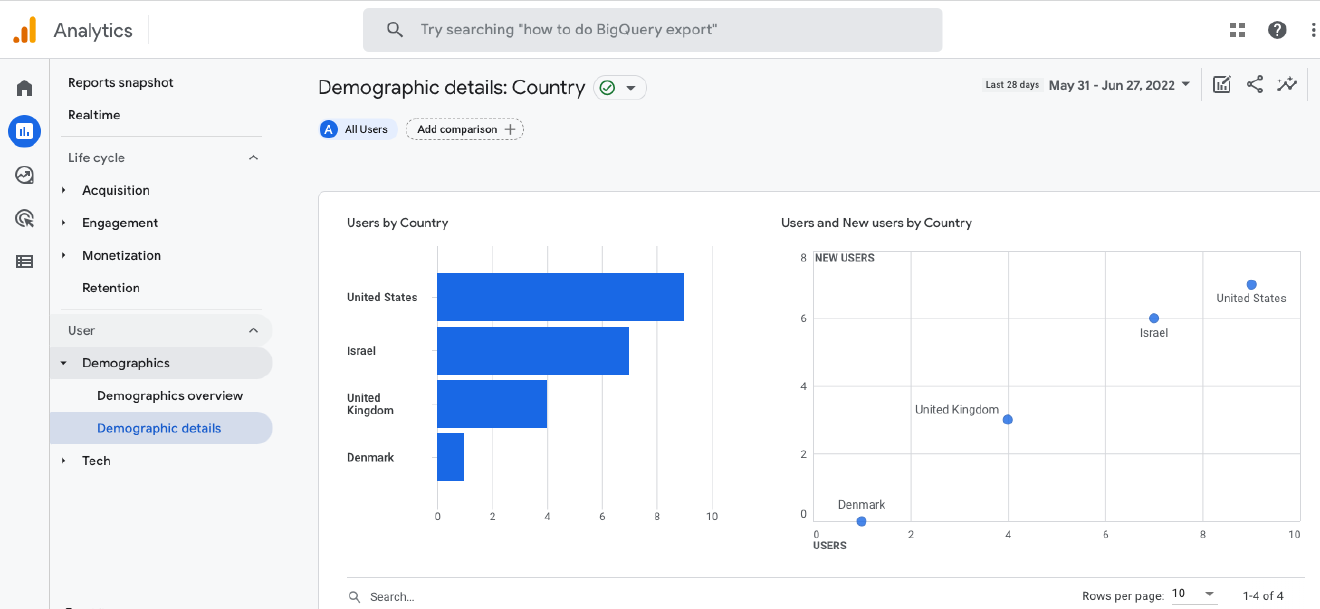 Analytics
Try searching "how to do BigQuery export"
Reports snapshot
Realtime
Life cycle
Acquisition
Engagement
Monetization
Retention
User
Demographics
Demographics overview
Demographic details
Tech
Demographic details: Country
Last 28 days May 31 - Jun 27, 2022
A All Users
Add comparison
Users by Country
United States
Israel
United
Kingdom
Denmark
0 2 4 6 8 10
Users and New users by Country
8 NEW USERS
United States
6
Israel
4
United Kingdom
2
Denmark
0
0 2 4 6 8 10
USERS
Search...
Rows per page: 10 1-4 of 4